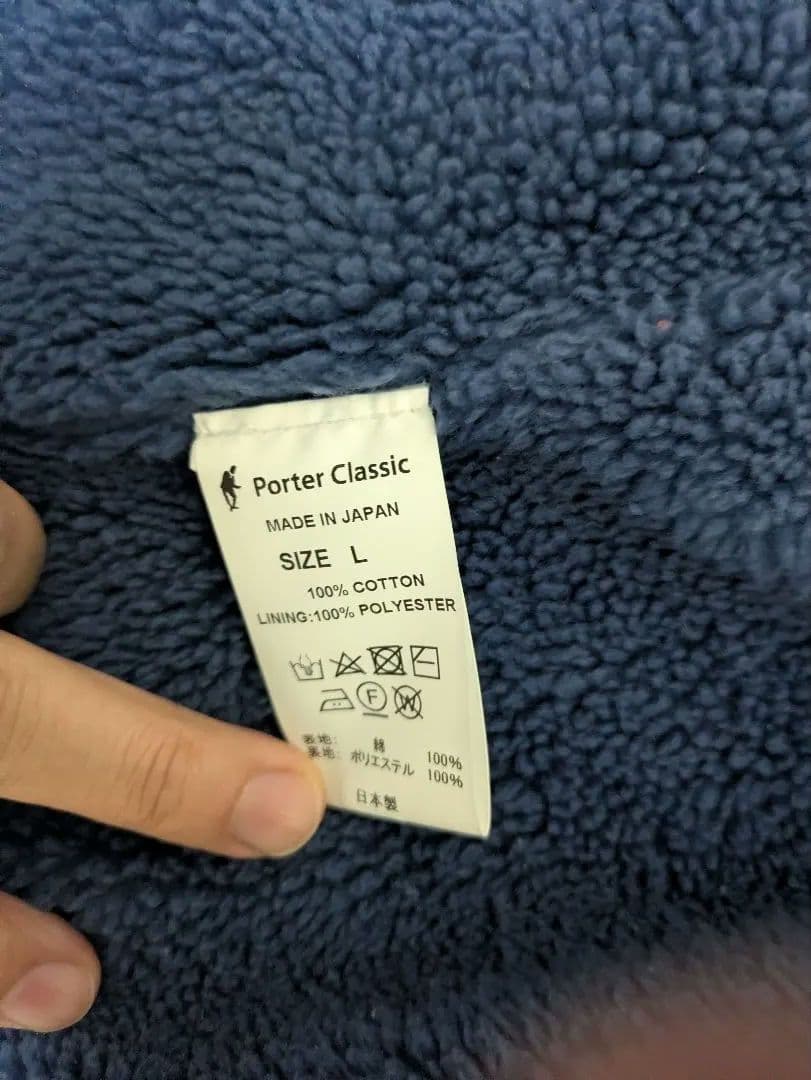 Porter Classic
MADE IN JAPAN
SIZE L
100% COTTON
LINING:100% POLYESTER
F
W
表地: 綿 100%
裏地: ポリエステル 100%
日本製